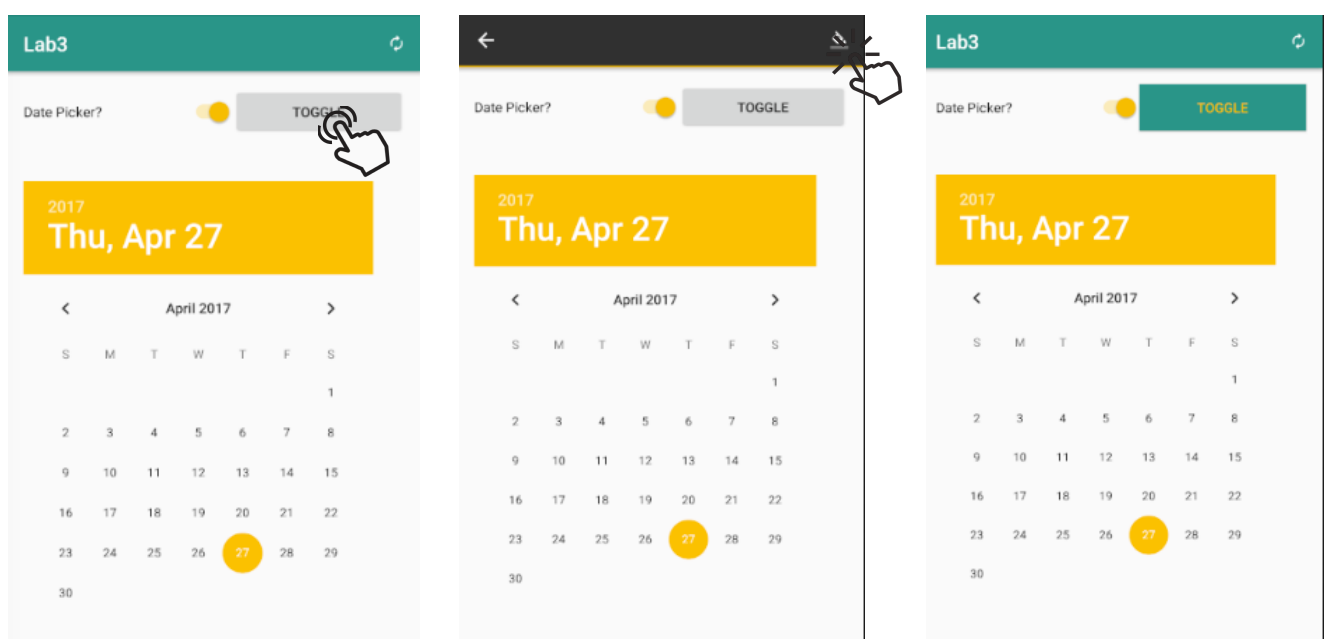 Lab3
Date Picker? TOGGLE
2017
Thu, Apr 27
April 2017
S M T W T F S
1
2 3 4 5 6 7 8
9 10 11 12 13 14 15
16 17 18 19 20 21 22
23 24 25 26 27 28 29
30
Date Picker? TOGGLE
2017
Thu, Apr 27
April 2017
S M T W T F S
1
2 3 4 5 6 7 8
9 10 11 12 13 14 15
16 17 18 19 20 21 22
23 24 25 26 27 28 29
30
Lab3
Date Picker? TOGGLE
2017
Thu, Apr 27
April 2017
S M T W T F S
1
2 3 4 5 6 7 8
9 10 11 12 13 14 15
16 17 18 19 20 21 22
23 24 25 26 27 28 29
30